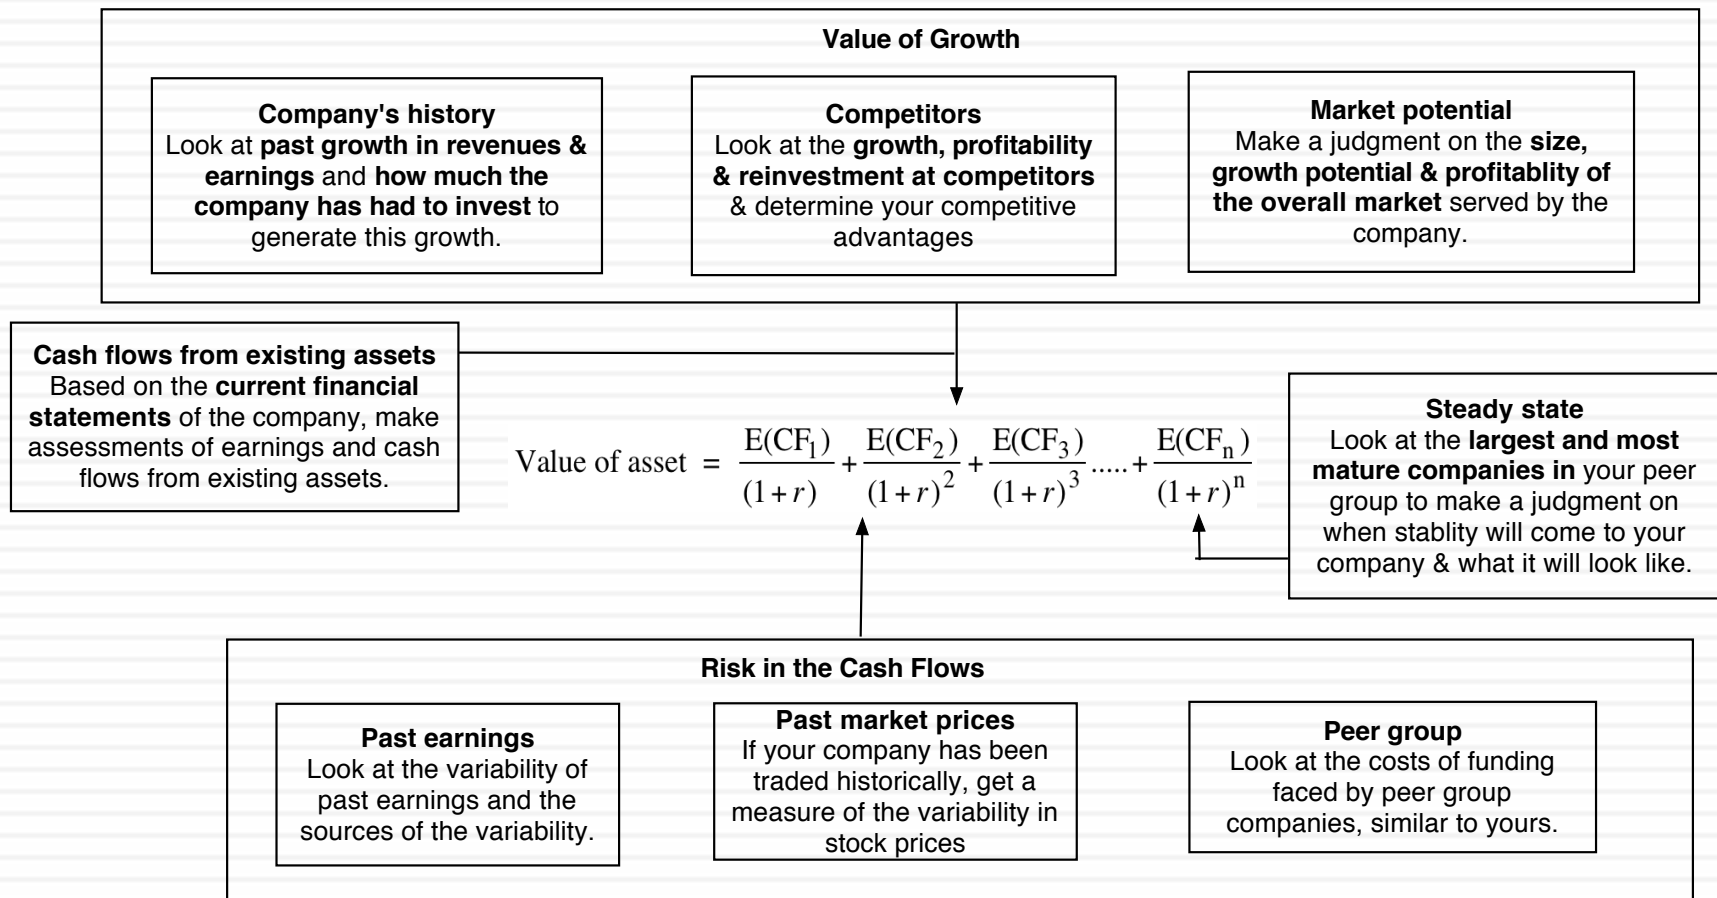 Value of Growth
Company's history
Look at past growth in revenues &
earnings and how much the
company has had to invest to
generate this growth.
Competitors
Look at the growth, profitability
& reinvestment at competitors
& determine your competitive
advantages
Market potential
Make a judgment on the size,
growth potential & profitablity of
the overall market served by the
company.
Cash flows from existing assets
Based on the current financial
statements of the company, make
assessments of earnings and cash
flows from existing assets.
Value of asset = E(CF₁)/(1+r) + E(CF₂)/(1+r)² + E(CF₃)/(1+r)³ ..... + E(CFₙ)/(1+r)ⁿ
Steady state
Look at the largest and most
mature companies in your peer
group to make a judgment on
when stablity will come to your
company & what it will look like.
Risk in the Cash Flows
Past earnings
Look at the variability of
past earnings and the
sources of the variability.
Past market prices
If your company has been
traded historically, get a
measure of the variability in
stock prices
Peer group
Look at the costs of funding
faced by peer group
companies, similar to yours.